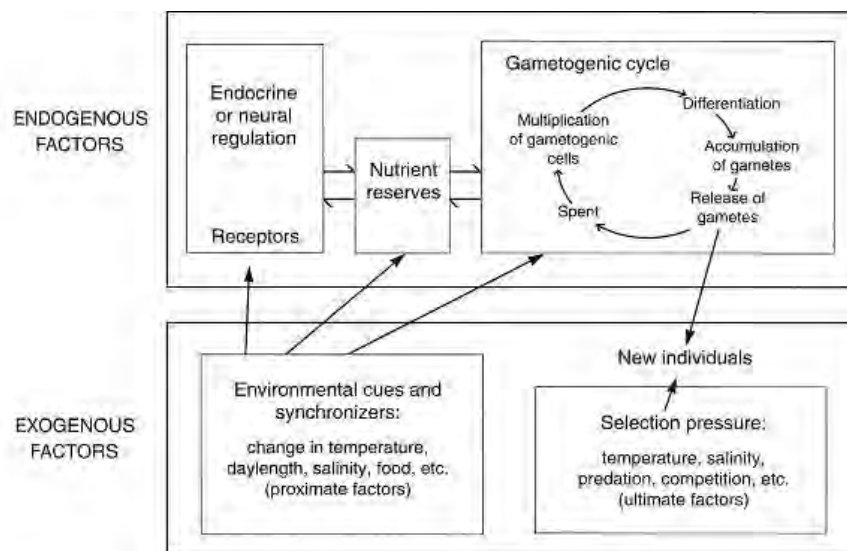 ENDOGENOUS
FACTORS
Endocrine
or neural
regulation
Receptors
Nutrient
reserves
Gametogenic cycle
Differentiation
Multiplication
of gametogenic
cells
Accumulation
of gametes
Release of
gametes
Spent
EXOGENOUS
FACTORS
Environmental cues and
synchronizers:
change in temperature,
daylength, salinity, food, etc.
(proximate factors)
New individuals
Selection pressure:
temperature, salinity,
predation, competition, etc.
(ultimate factors)